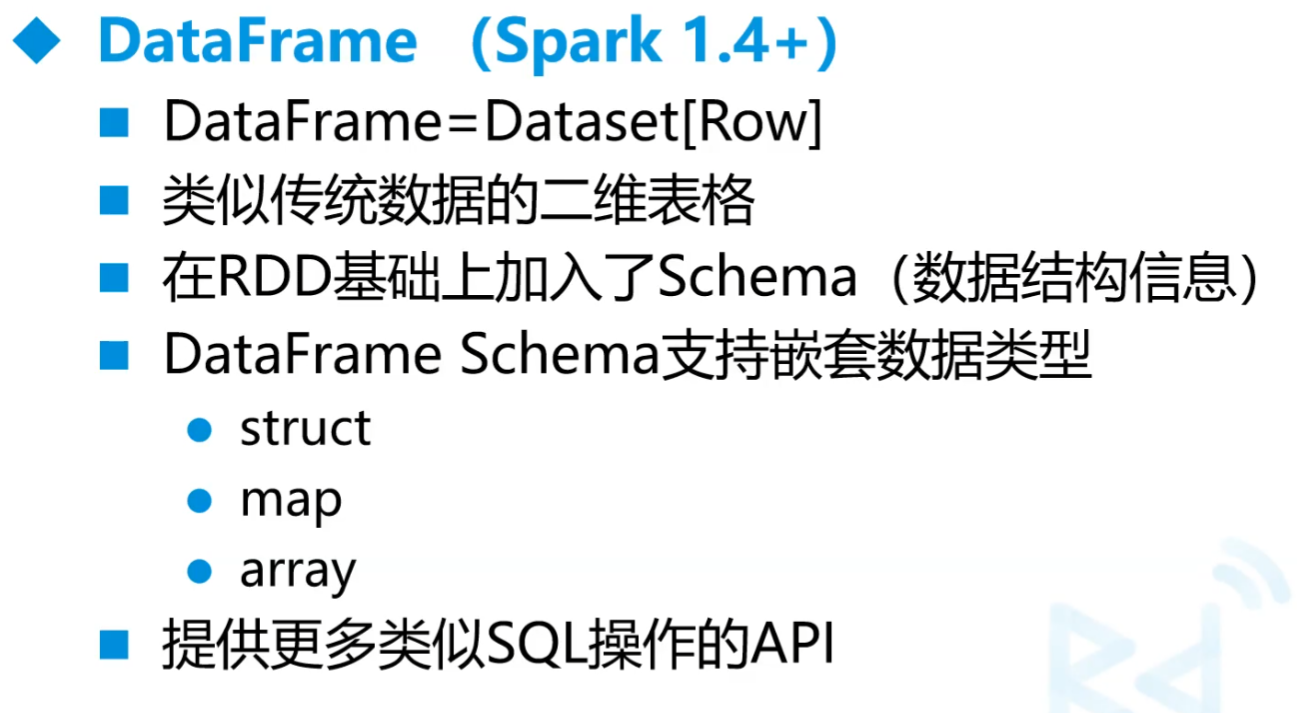 DataFrame （Spark 1.4+）
DataFrame=Dataset[Row]
类似传统数据的二维表格
在RDD基础上加入了Schema（数据结构信息）
DataFrame Schema支持嵌套数据类型
struct
map
array
提供更多类似SQL操作的API